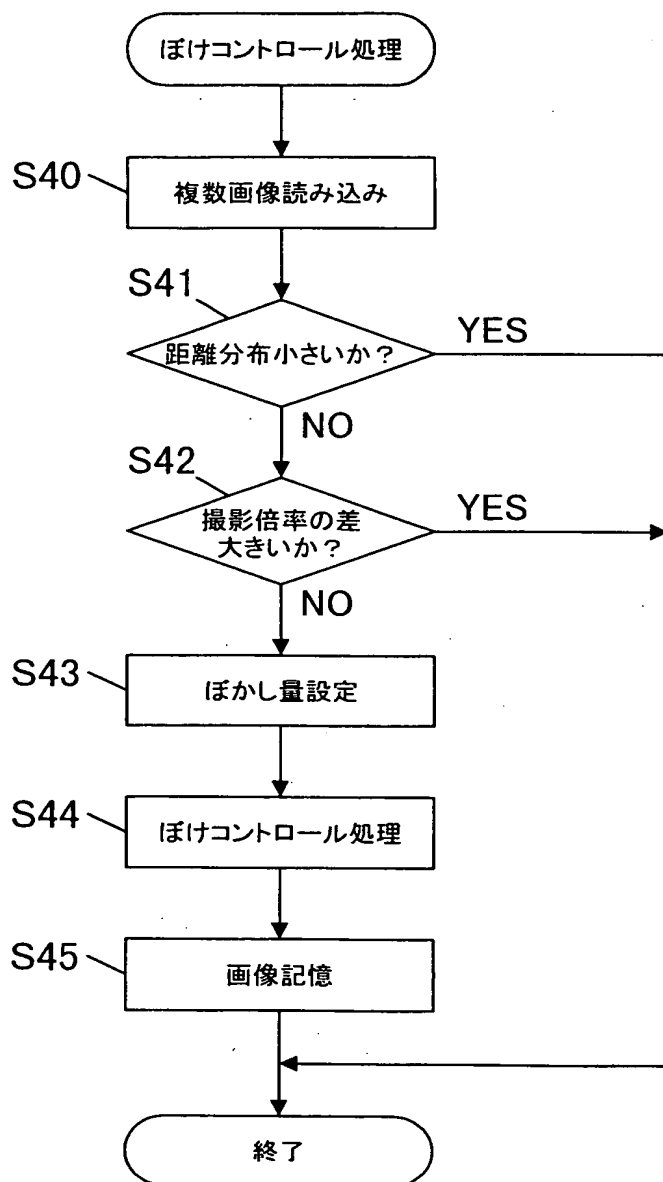 ぼけコントロール処理
S40
複数画像読み込み
S41
距離分布小さいか？
YES
NO
S42
撮影倍率の差
大きいか？
YES
NO
S43
ぼかし量設定
S44
ぼけコントロール処理
S45
画像記憶
終了